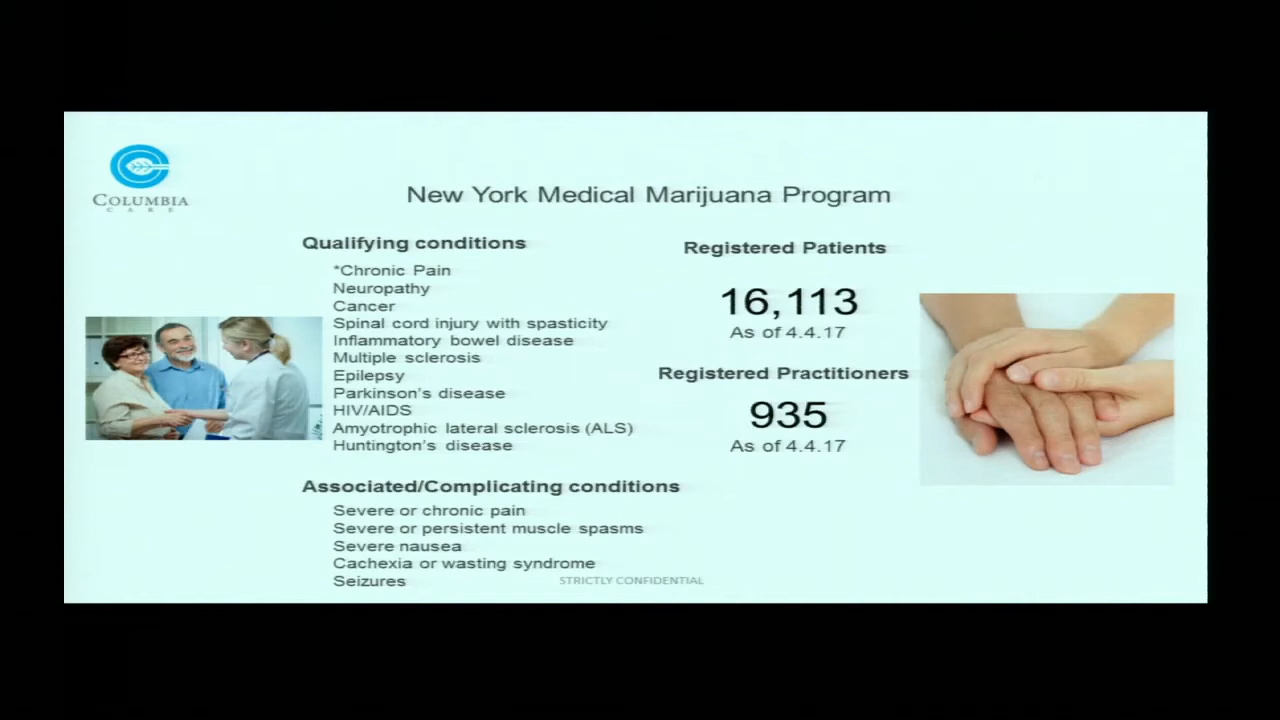 COLUMBIA
CARE
New York Medical Marijuana Program
Qualifying conditions
*Chronic Pain
Neuropathy
Cancer
Spinal cord injury with spasticity
Inflammatory bowel disease
Multiple sclerosis
Epilepsy
Parkinson's disease
HIV/AIDS
Amyotrophic lateral sclerosis (ALS)
Huntington's disease
Associated/Complicating conditions
Severe or chronic pain
Severe or persistent muscle spasms
Severe nausea
Cachexia or wasting syndrome
Seizures
Registered Patients
16,113
As of 4.4.17
Registered Practitioners
935
As of 4.4.17
STRICTLY CONFIDENTIAL